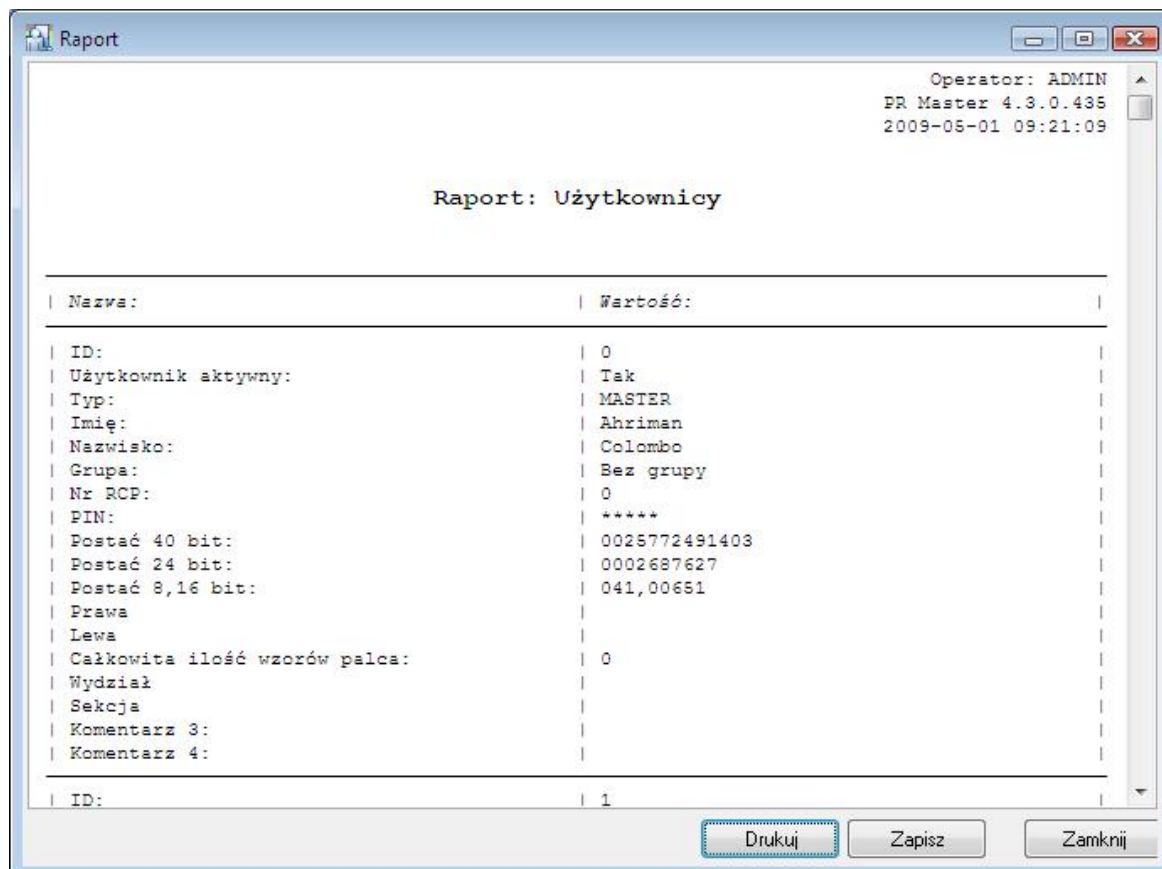 Raport
Operator: ADMIN
PR Master 4.3.0.435
2009-05-01 09:21:09
Raport: Użytkownicy
| Nazwa: | Wartość: |
| ID: | 0 |
| Użytkownik aktywny: | Tak |
| Typ: | MASTER |
| Imię: | Ahriman |
| Nazwisko: | Colombo |
| Grupa: | Bez grupy |
| Nr RCP: | 0 |
| PIN: | ***** |
| Postać 40 bit: | 0025772491403 |
| Postać 24 bit: | 0002687627 |
| Postać 8,16 bit: | 041,00651 |
| Prawa | |
| Lewa | |
| Całkowita ilość wzorów palca: | 0 |
| Wydział | |
| Sekcja | |
| Komentarz 3: | |
| Komentarz 4: | |
| ID: | 1 |
Drukuj Zapisz Zamknij